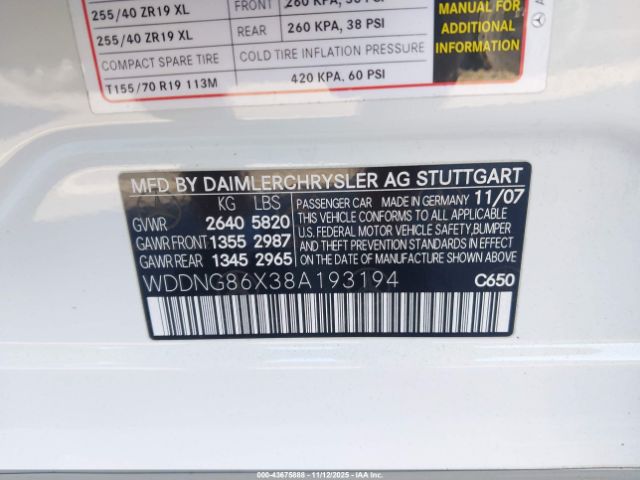 255/40 ZR19 XL FRONT 260 KPA, 38 PSI
255/40 ZR19 XL REAR 260 KPA, 38 PSI
COMPACT SPARE TIRE COLD TIRE INFLATION PRESSURE
T155/70 R19 113M 420 KPA, 60 PSI
MANUAL FOR
ADDITIONAL
INFORMATION
MFD BY DAIMLERCHRYSLER AG STUTTGART
KG LBS PASSENGER CAR MADE IN GERMANY 11/07
GVWR 2640 5820
GAWR FRONT 1355 2987
GAWR REAR 1345 2965
THIS VEHICLE CONFORMS TO ALL APPLICABLE
U.S. FEDERAL MOTOR VEHICLE SAFETY, BUMPER
AND THEFT PREVENTION STANDARDS IN EFFECT
ON THE DATE OF MANUFACTURE SHOWN ABOVE.
WDDNG86X38A193194 C650
000-43675888 - 11/12/2025 - IAAI.CA